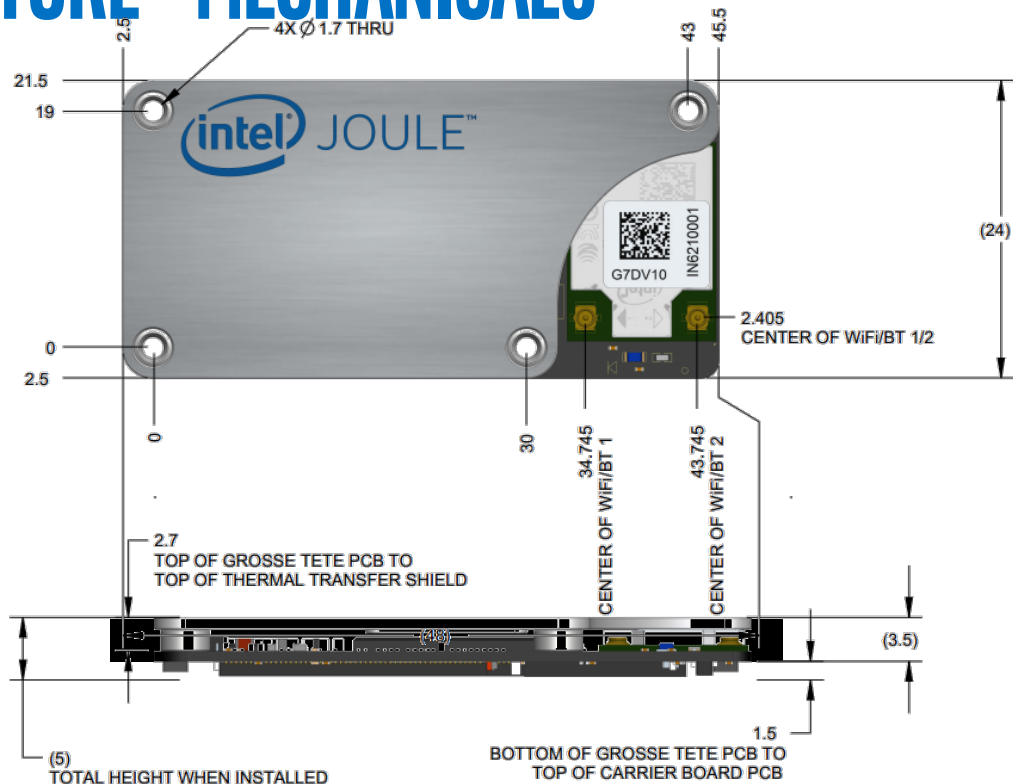 MECHANICALS
2.5
4X Ø 1.7 THRU
43
45.5
21.5
19
intel JOULE™
(24)
G7DV10
IN6210001
2.405
CENTER OF WiFi/BT 1/2
0
2.5
0
30
34.745
CENTER OF WiFi/BT 1
43.745
CENTER OF WiFi/BT 2
2.7
TOP OF GROSSE TETE PCB TO
TOP OF THERMAL TRANSFER SHIELD
(48)
(3.5)
1.5
BOTTOM OF GROSSE TETE PCB TO
TOP OF CARRIER BOARD PCB
(5)
TOTAL HEIGHT WHEN INSTALLED